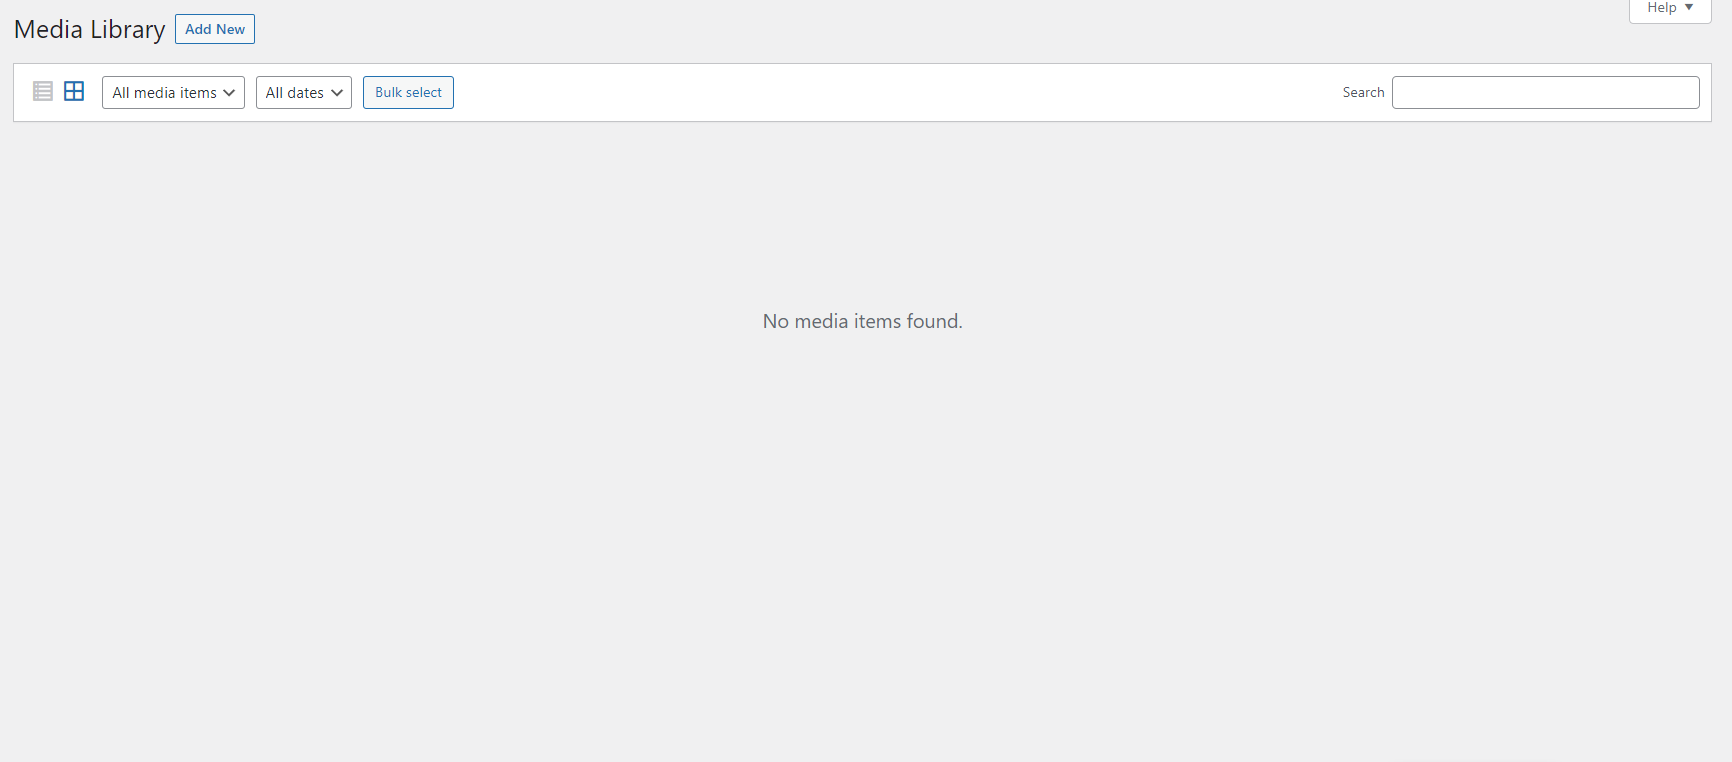 Help
Media Library Add New
All media items All dates Bulk select Search
No media items found.